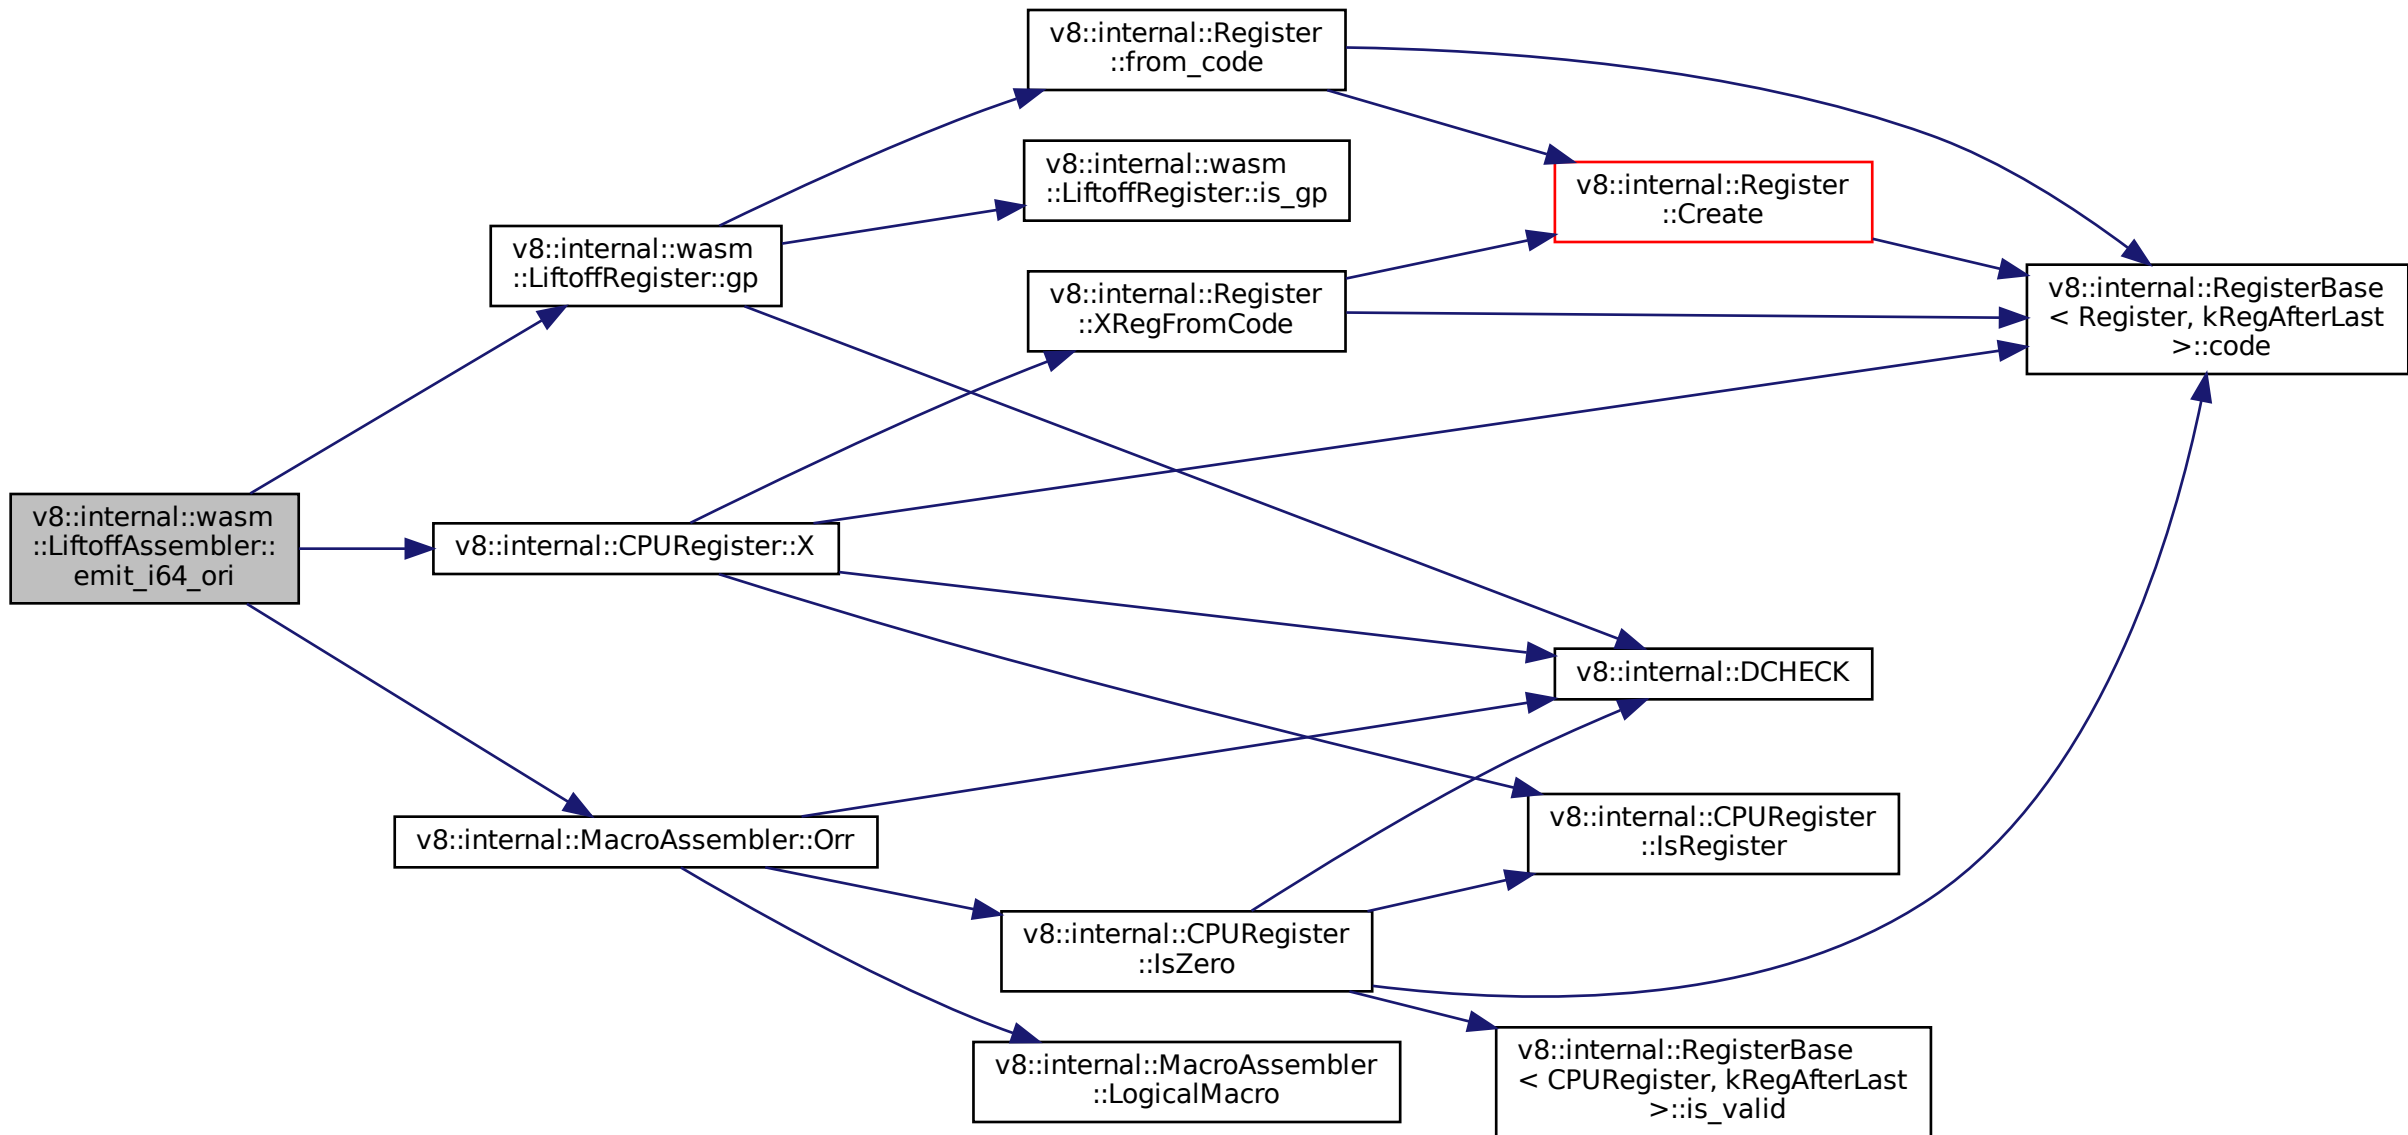 v8::internal::Register
::from_code
v8::internal::wasm
::LiftoffRegister::is_gp
v8::internal::Register
::Create
v8::internal::wasm
::LiftoffRegister::gp
v8::internal::Register
::XRegFromCode
v8::internal::RegisterBase
< Register, kRegAfterLast
>::code
v8::internal::wasm
::LiftoffAssembler::
emit_i64_ori
v8::internal::CPURegister::X
v8::internal::DCHECK
v8::internal::CPURegister
::IsRegister
v8::internal::MacroAssembler::Orr
v8::internal::CPURegister
::IsZero
v8::internal::MacroAssembler
::LogicalMacro
v8::internal::RegisterBase
< CPURegister, kRegAfterLast
>::is_valid